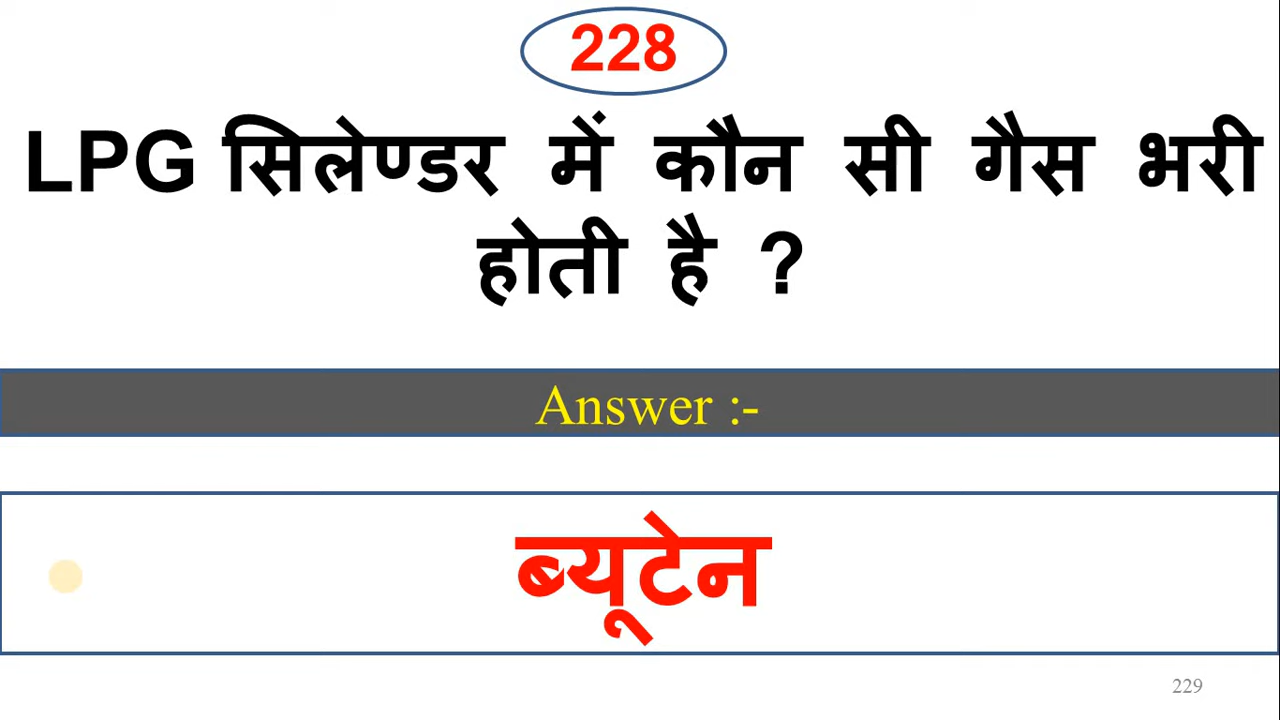 228
LPG सिलेण्डर में कौन सी गैस भरी
होती है ?
Answer :-
ब्यूटेन
229